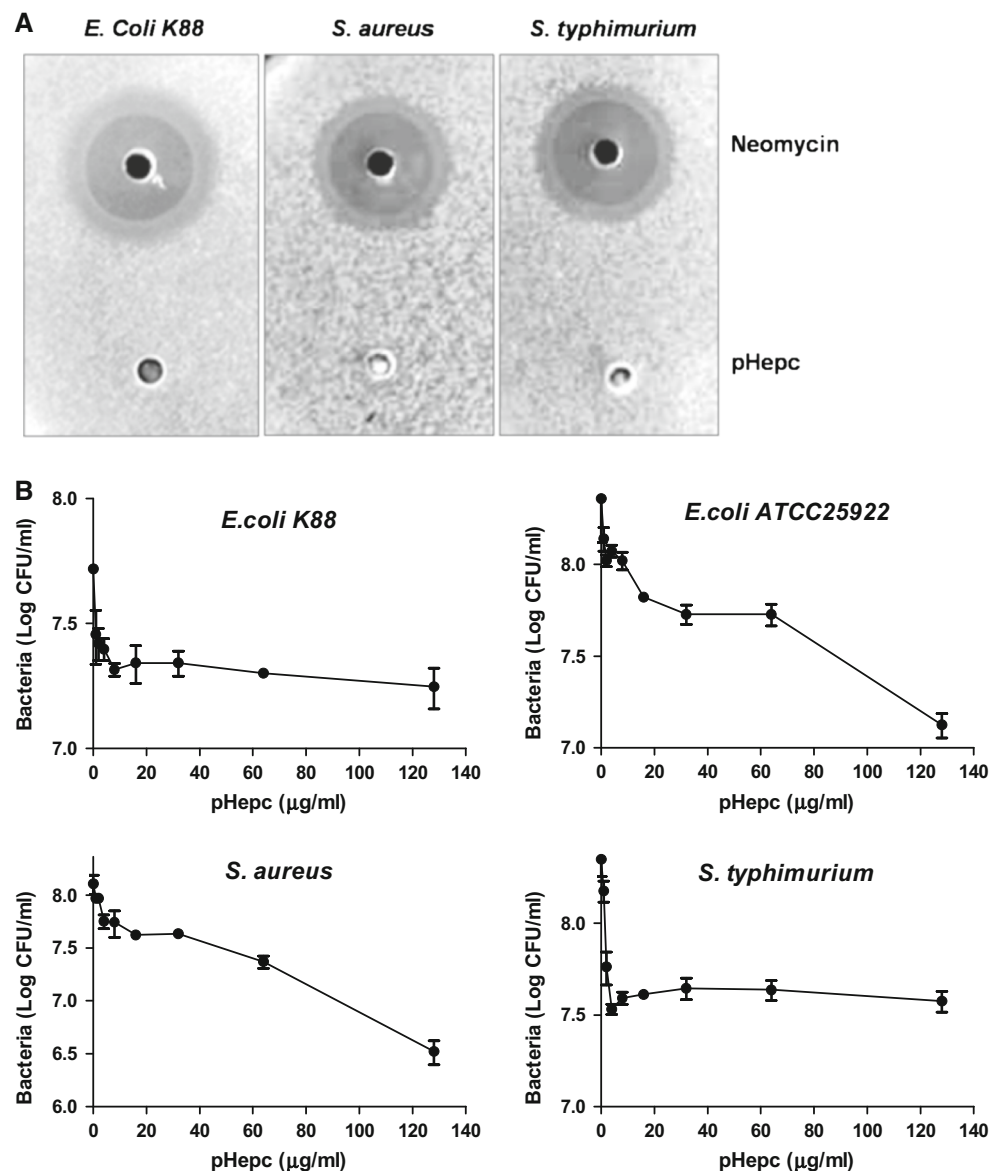 A
E. Coli K88
S. aureus
S. typhimurium
Neomycin
pHepc
B
E.coli K88
Bacteria (Log CFU/ml)
8.0
7.5
7.0
0 20 40 60 80 100 120 140
pHepc (µg/ml)
E.coli ATCC25922
Bacteria (Log CFU/ml)
8.0
7.5
7.0
0 20 40 60 80 100 120 140
pHepc (µg/ml)
S. aureus
Bacteria (Log CFU/ml)
8.0
7.5
7.0
6.5
6.0
0 20 40 60 80 100 120 140
pHepc (µg/ml)
S. typhimurium
Bacteria (Log CFU/ml)
8.0
7.5
7.0
0 20 40 60 80 100 120 140
pHepc (µg/ml)